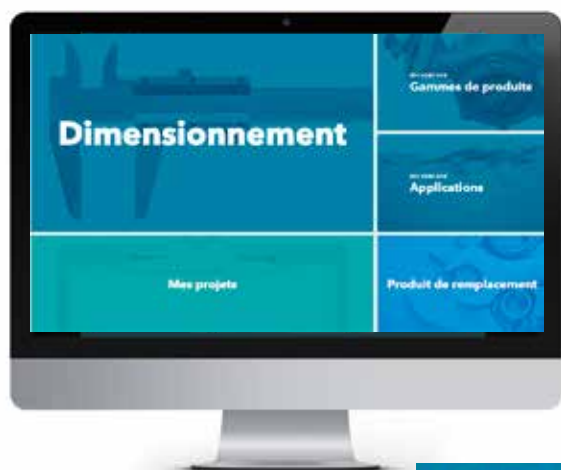 Dimensionnement
Gammes de produits
Applications
Mes projets
Produit de remplacement